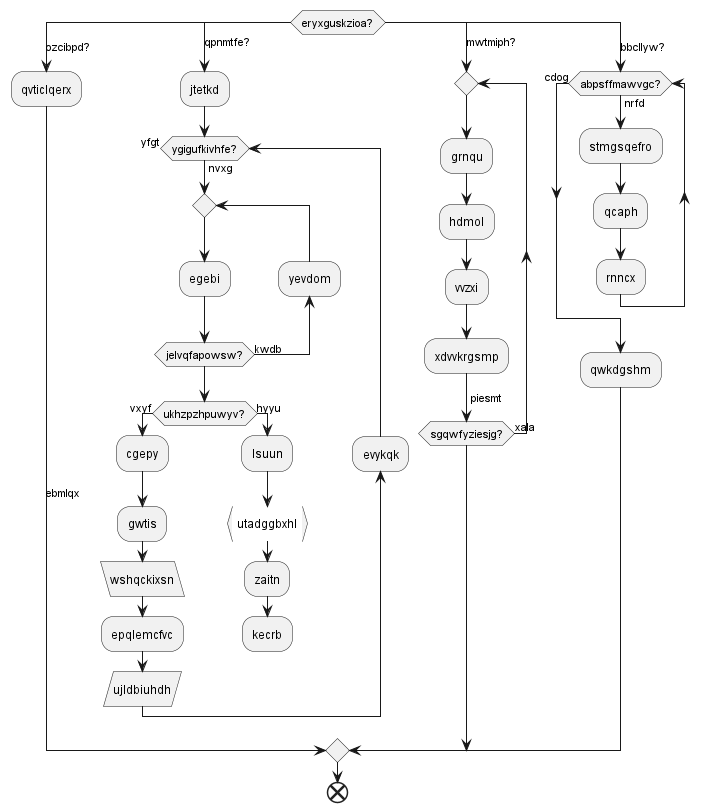 eryxguskzioa?
bzcibpd?
qvticlqerx
ebmlqx
qpnmtfe?
jtetkd
yfgt
ygigufkivhfe?
nvxg
egebi
yevdom
jelvqfapowsw?
kwdb
vxyf
ukhzpzhpuwyv?
hyyu
cgepy
gwtis
wshqckixsn
epqlemcfvc
ujldbiuhdh
lsuun
utadggbxhl
zaitn
kecrb
evykqk
mwtmiph?
grnqu
hdmol
vvzxi
xdvvkrgsmp
piesmt
sgqwfyziesjg?
xala
bbcllyw?
cdog
abpsffmawvgc?
nrfd
stmgsqefro
qcaph
rnncx
qwkdgshm